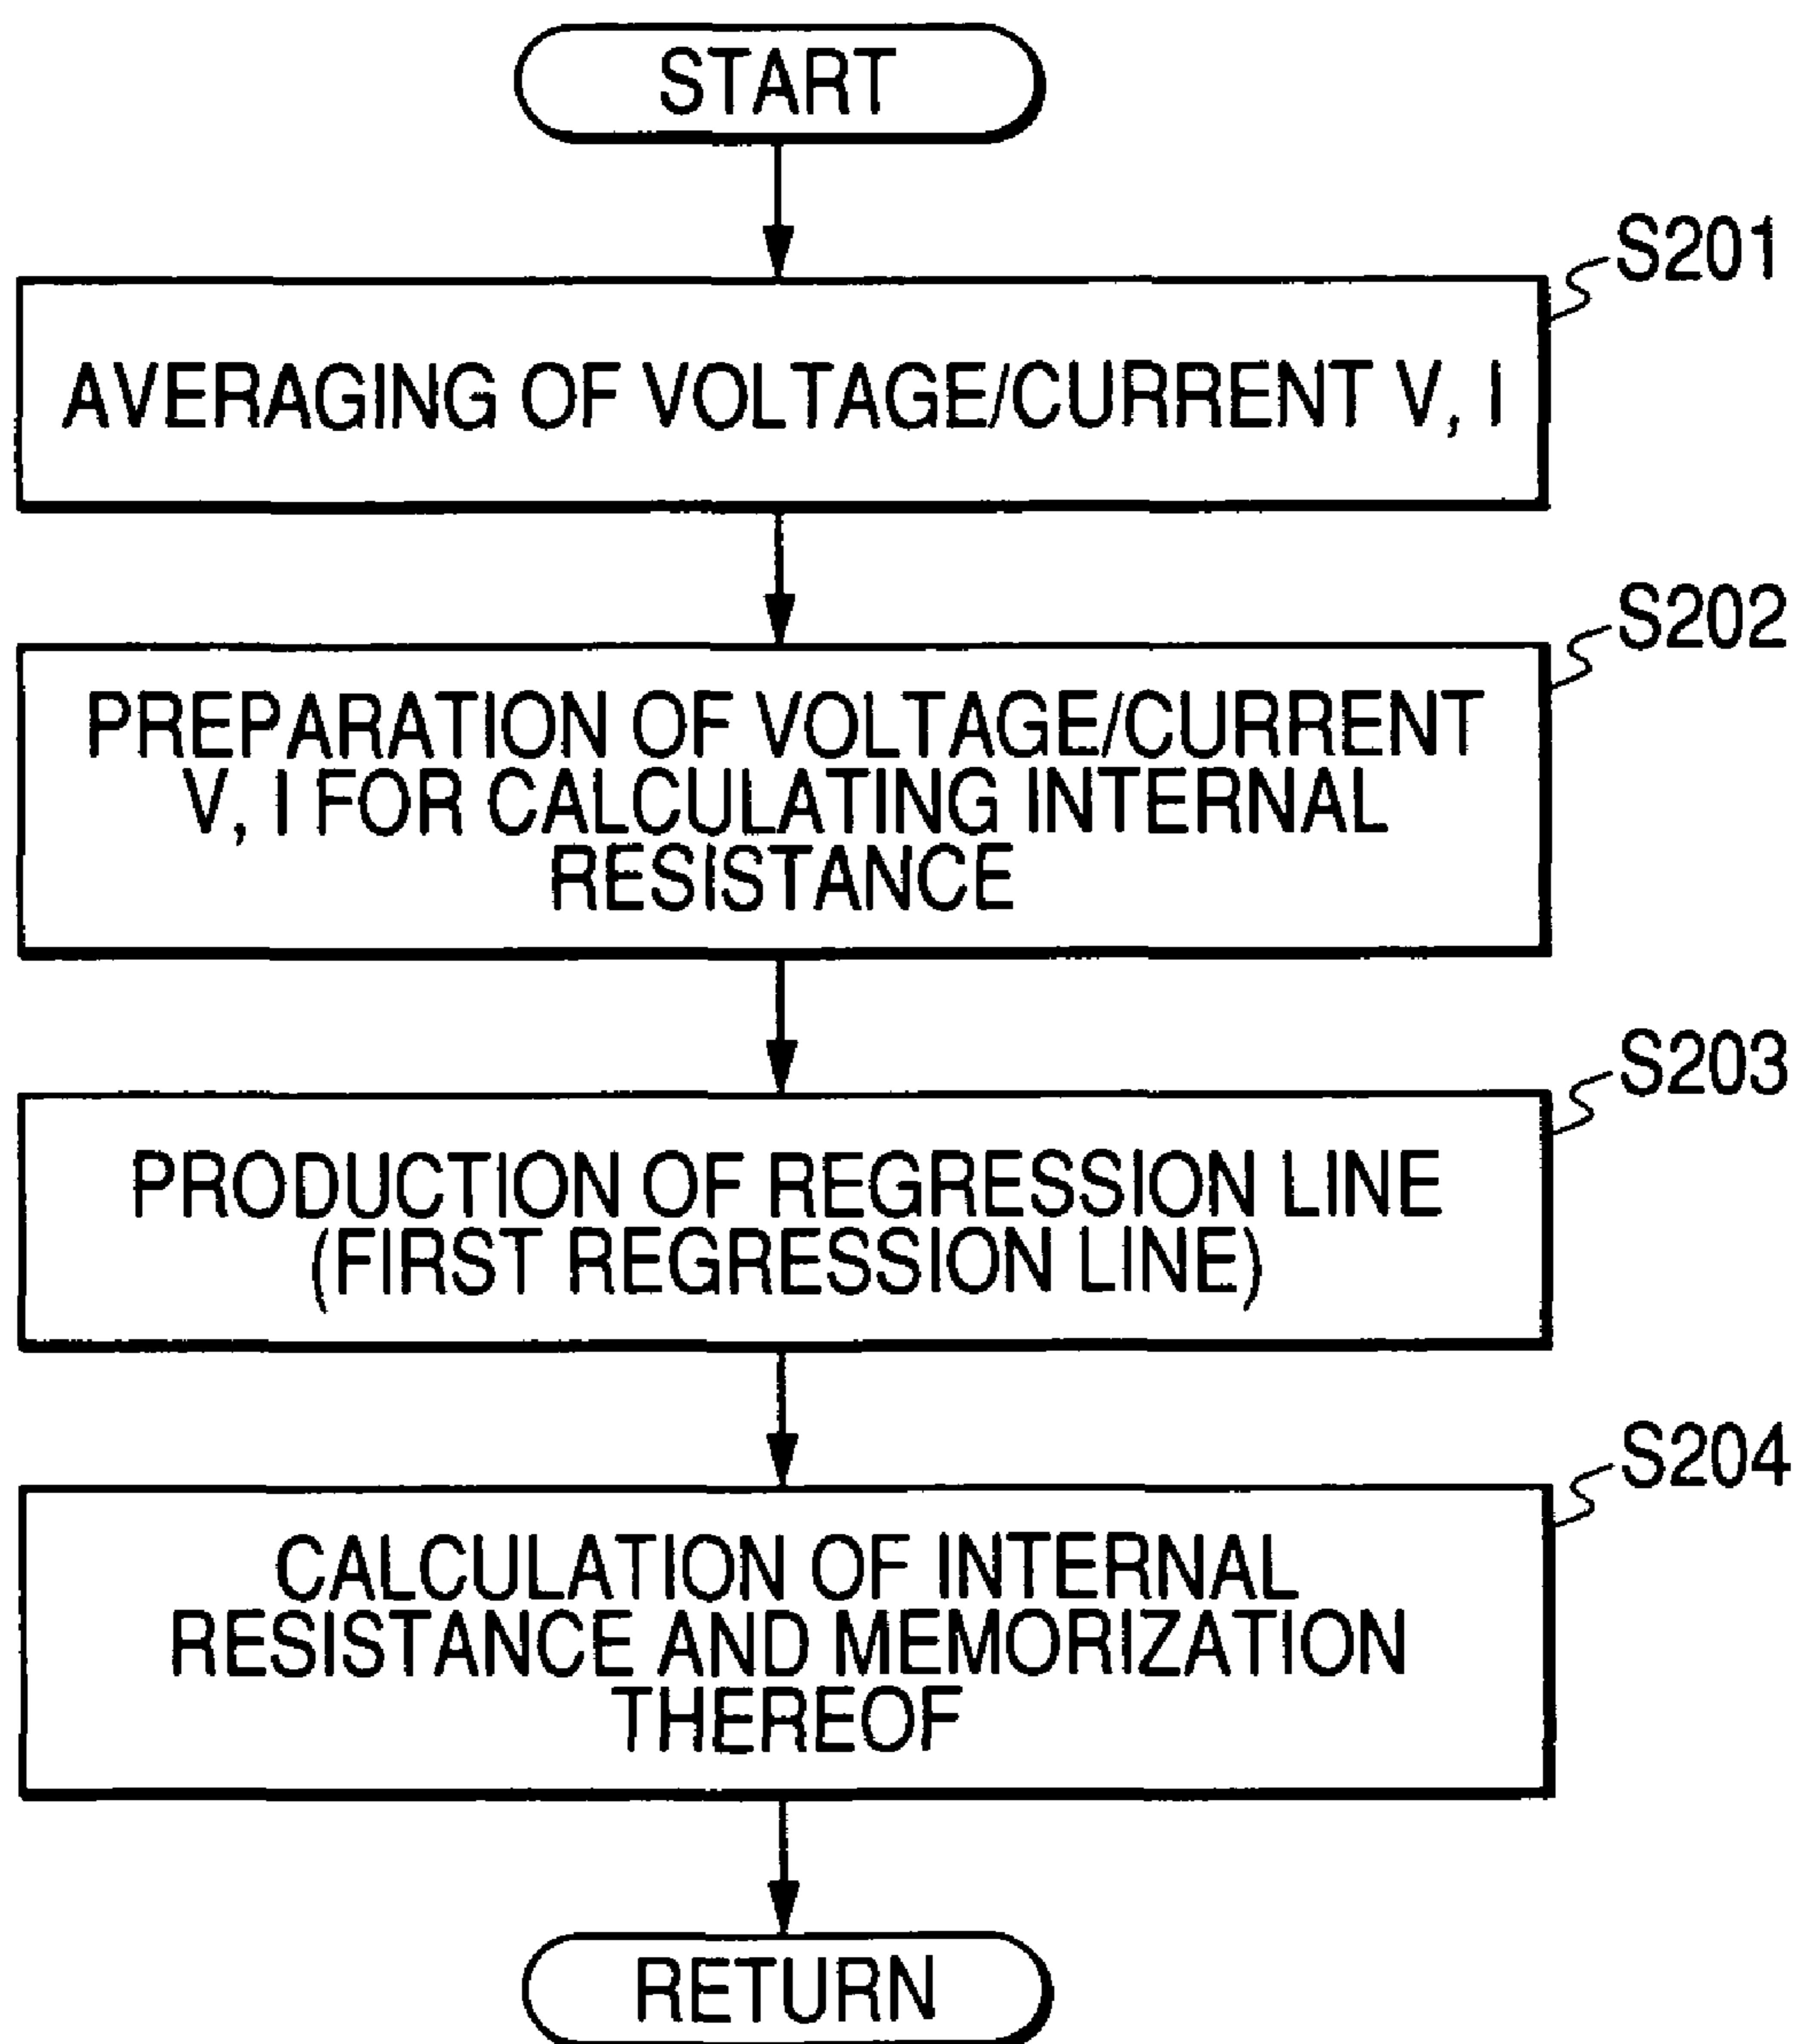 START
S201
AVERAGING OF VOLTAGE/CURRENT V, I
S202
PREPARATION OF VOLTAGE/CURRENT
V, I FOR CALCULATING INTERNAL
RESISTANCE
S203
PRODUCTION OF REGRESSION LINE
(FIRST REGRESSION LINE)
S204
CALCULATION OF INTERNAL
RESISTANCE AND MEMORIZATION
THEREOF
RETURN